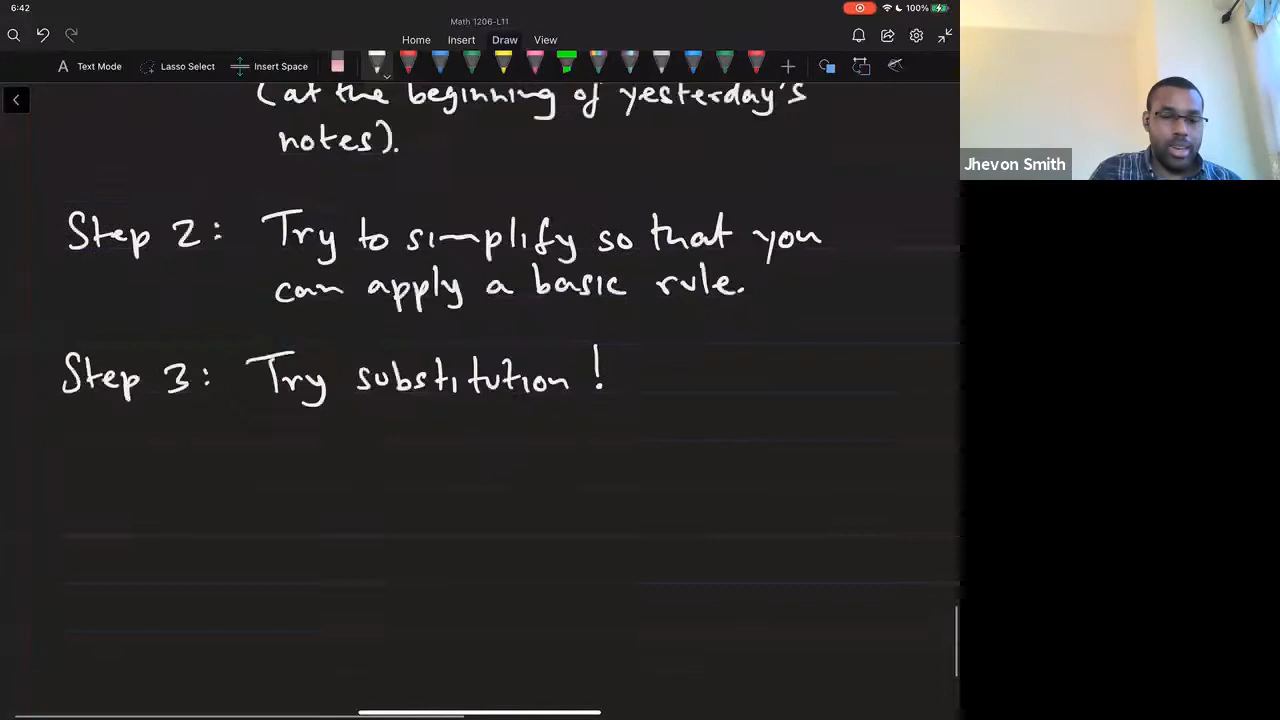 6:42
100%
Math 1206-L11
Home Insert Draw View
Text Mode Lasso Select Insert Space
(at the beginning of yesterday's
notes).
Step 2: Try to simplify so that you
can apply a basic rule.
Step 3: Try substitution!
Jhevon Smith